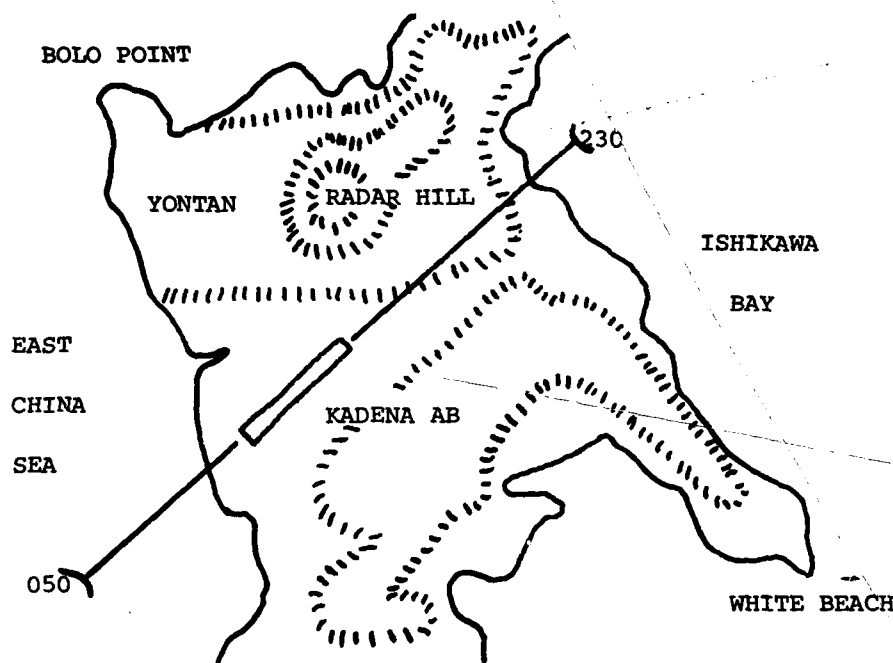 BOLO POINT
230
YONTAN
RADAR HILL
ISHIKAWA
BAY
EAST
CHINA
SEA
KADENA AB
050
WHITE BEACH